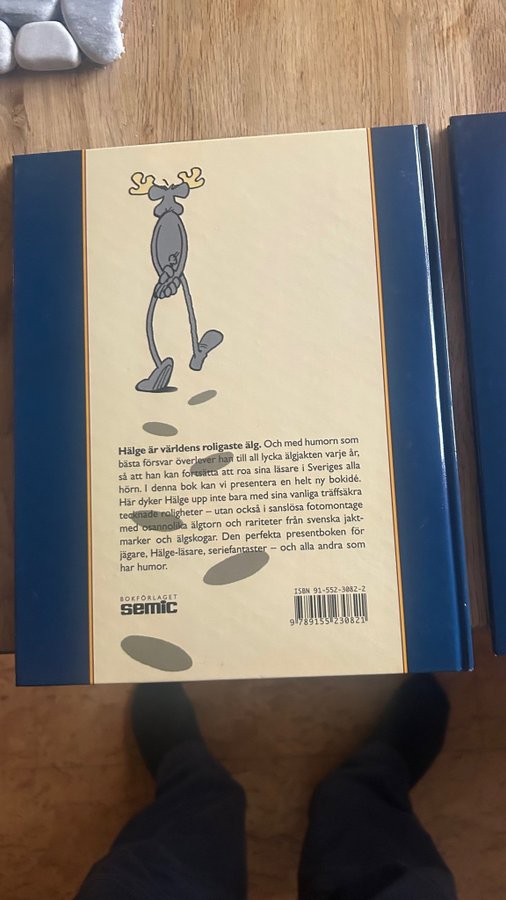 Hälge är världens roligaste älg. Och med humorn som
bästa försvar överlever han till all lycka älgjakten varje år,
så att han kan fortsätta att roa sina läsare i Sveriges alla
hörn. I denna bok kan vi presentera en helt ny bokidé.
Här dyker Hälge upp inte bara med sina vanliga träffsäkra
tecknade roligheter – utan också i sanslösa fotomontage
med osannolika älgtorn och rariteter från svenska jakt-
marker och älgskogar. Den perfekta presentboken för
jägare, Hälge-läsare, seriefantaster – och alla andra som
har humor.
BOKFÖRLAGET
semic
ISBN 91-552-3082-2
9 789155 230821